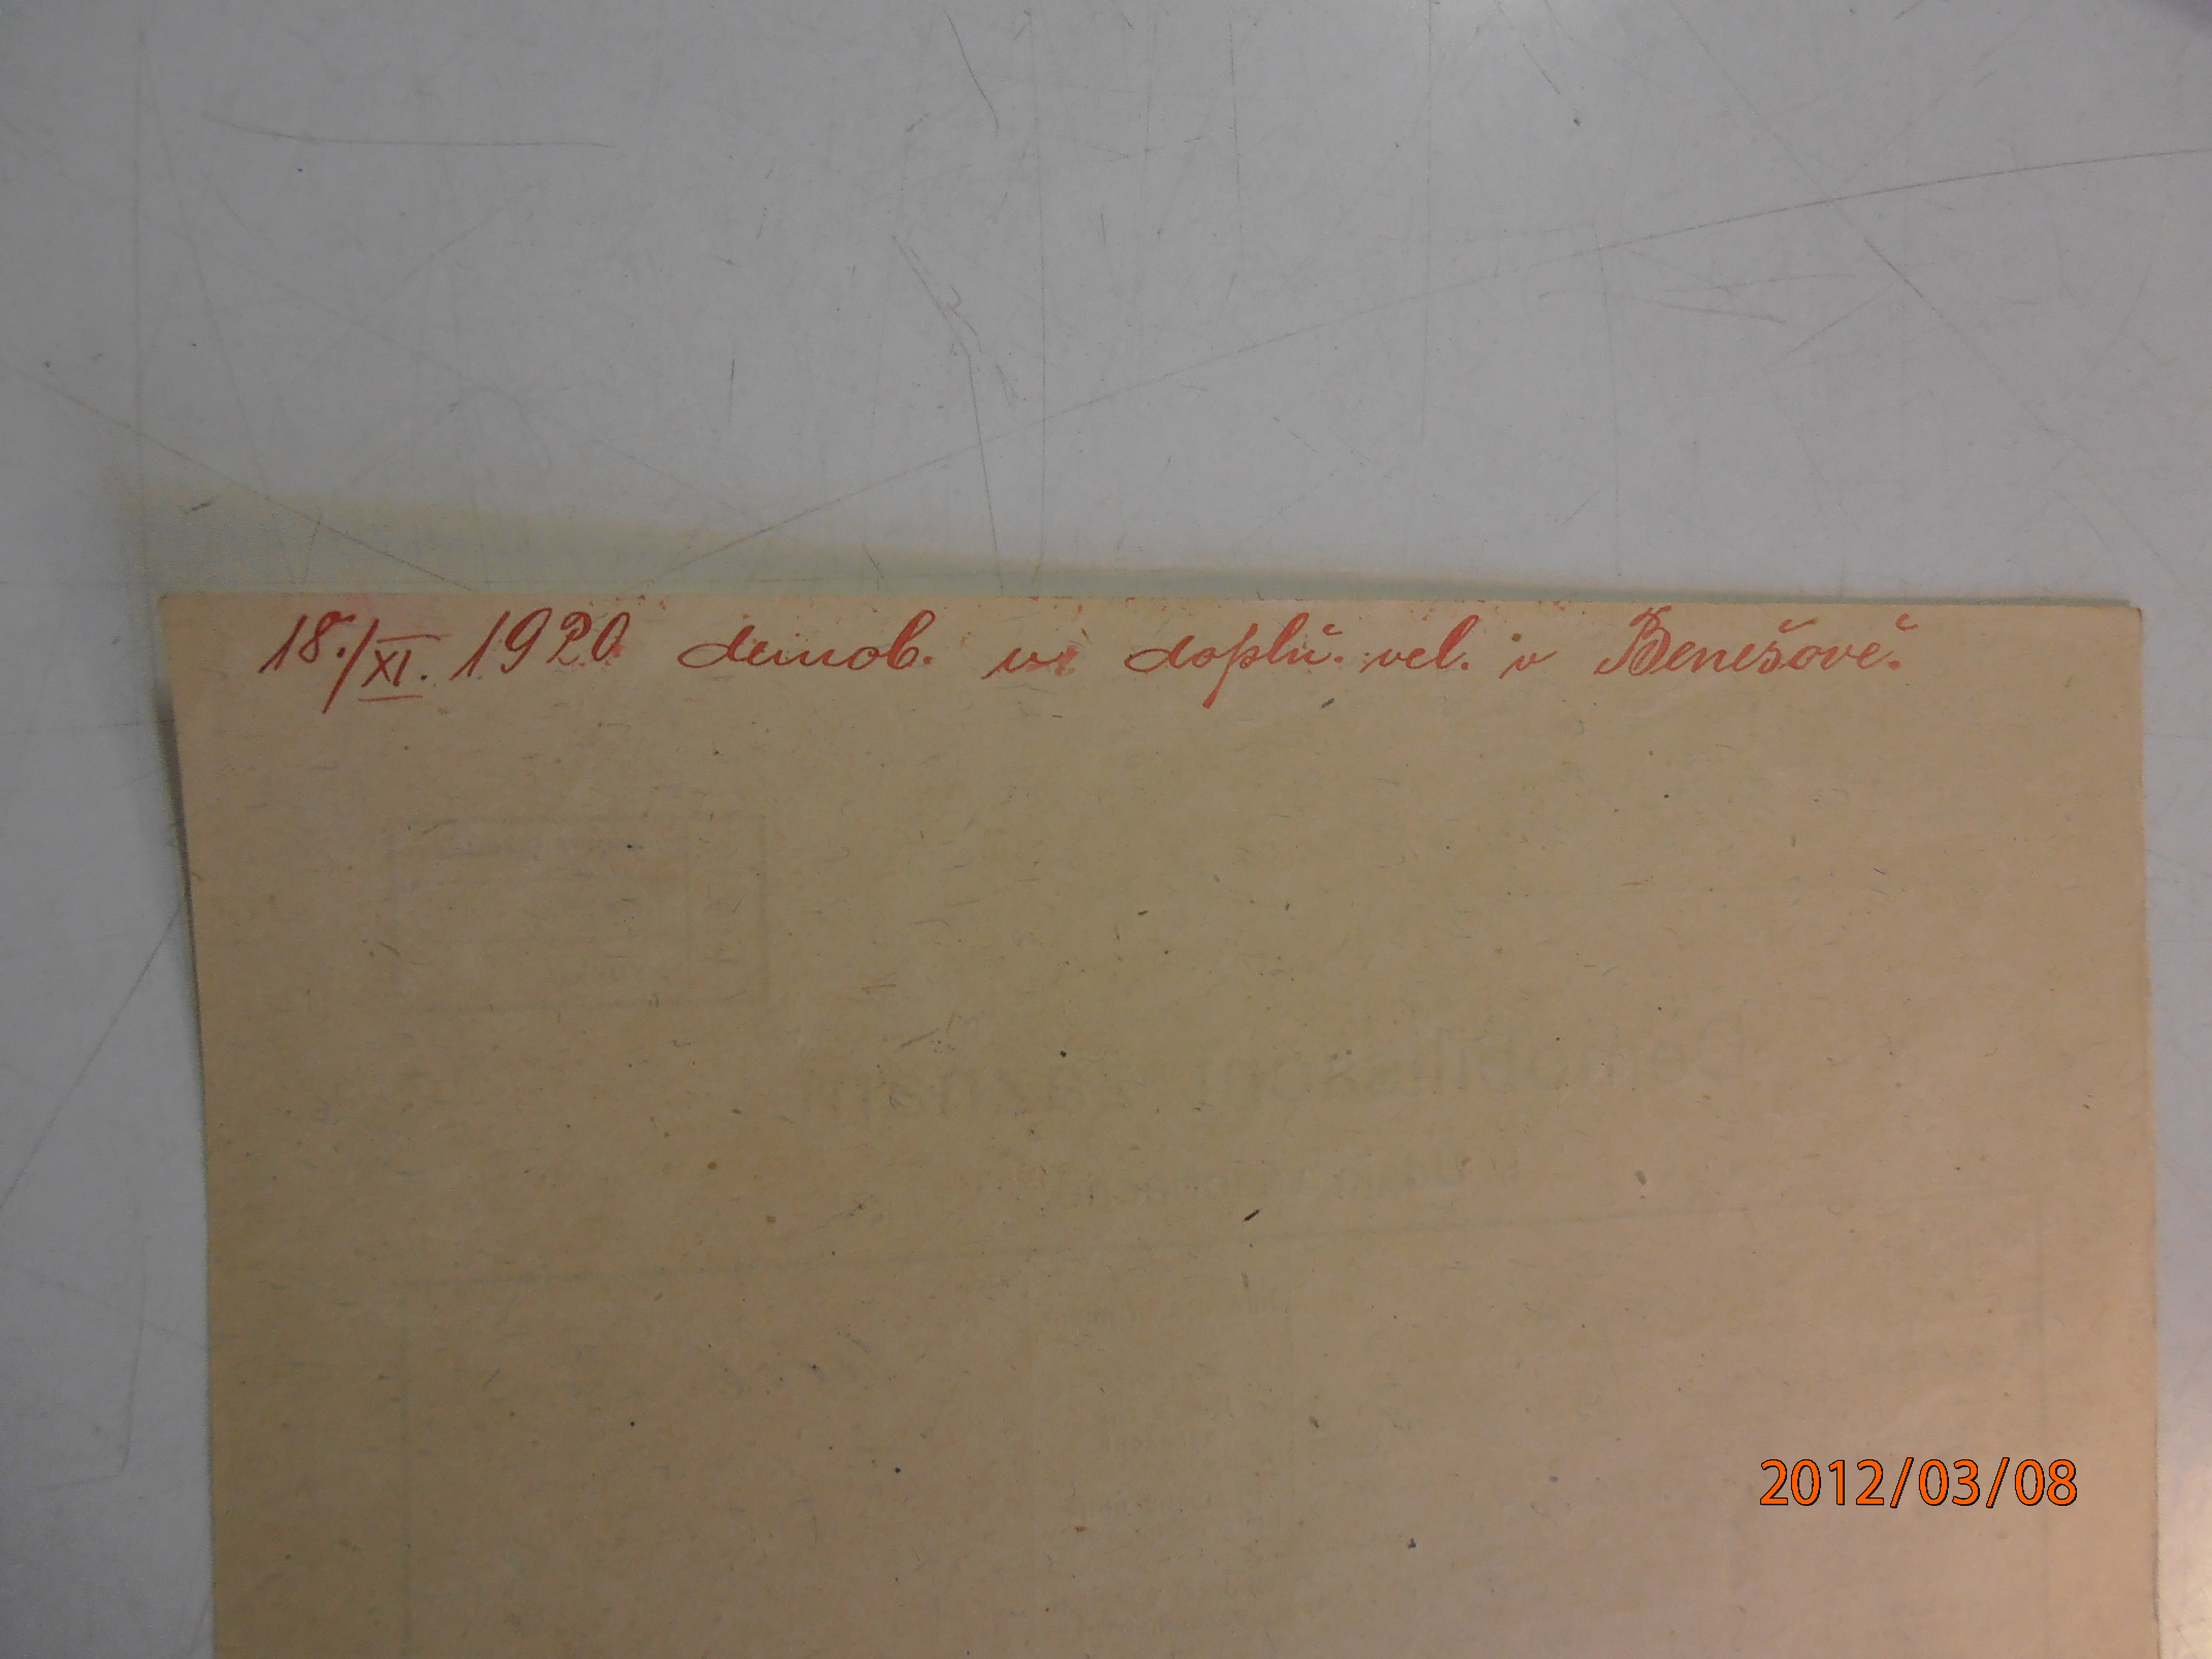 18./XI. 1920 demob. u doplň. vel. v Benešově.
2012/03/08